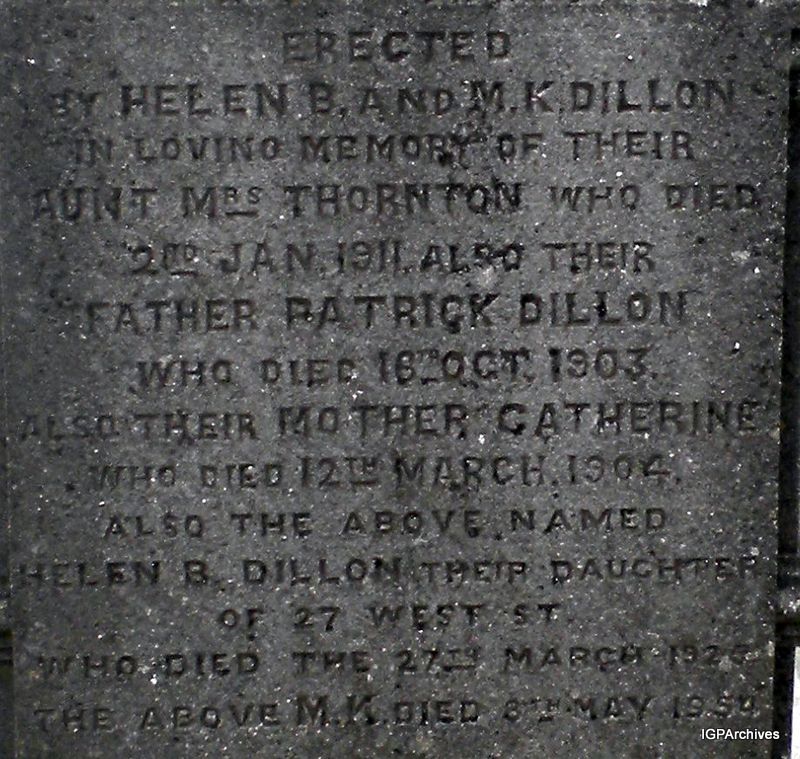 ERECTED
BY HELEN B. AND M.K. DILLON
IN LOVING MEMORY OF THEIR
AUNT MRS THORNTON WHO DIED
2ND JAN. 1911. ALSO THEIR
FATHER PATRICK DILLON
WHO DIED 16TH OCT. 1903.
ALSO THEIR MOTHER CATHERINE
WHO DIED 12TH MARCH. 1904.
ALSO THE ABOVE NAMED
HELEN B. DILLON THEIR DAUGHTER
OF 27 WEST ST.
WHO DIED THE 27TH MARCH
THE ABOVE M.K. DIED 8TH MAY
IGPArchives